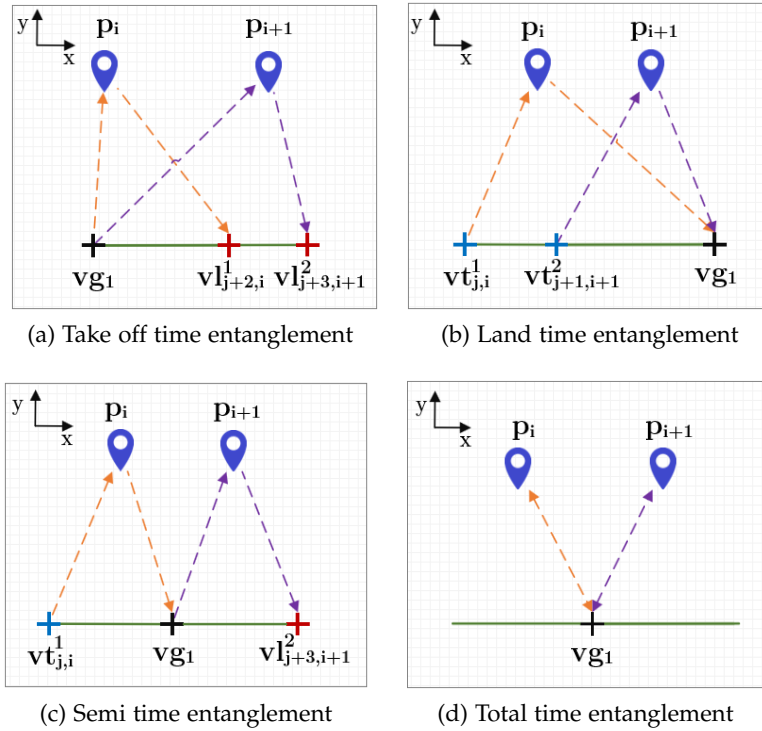 y
x
p_i
p_{i+1}
vg_1
vl^1_{j+2,i}
vl^2_{j+3,i+1}
(a) Take off time entanglement
y
x
p_i
p_{i+1}
vt^1_{j,i}
vt^2_{j+1,i+1}
vg_1
(b) Land time entanglement
y
x
p_i
p_{i+1}
vt^1_{j,i}
vg_1
vl^2_{j+3,i+1}
(c) Semi time entanglement
y
x
p_i
p_{i+1}
vg_1
(d) Total time entanglement